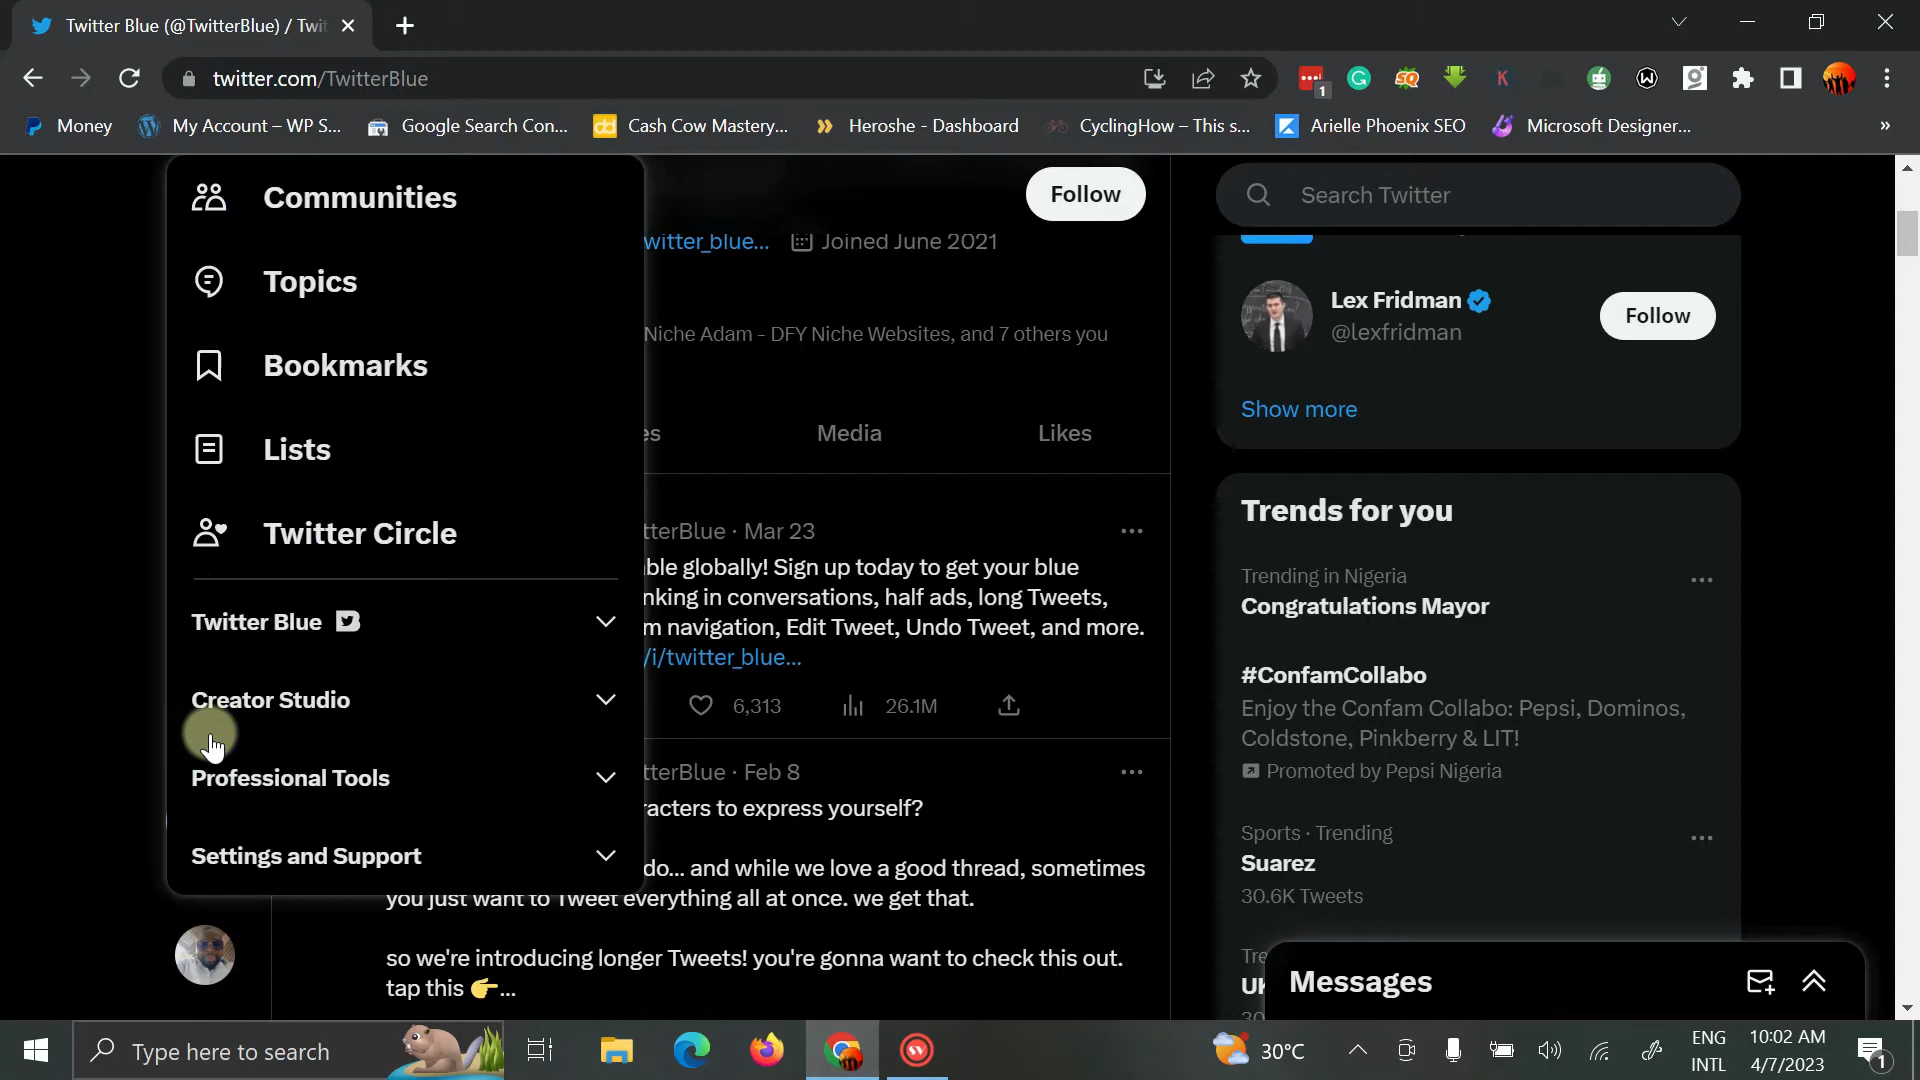 Twitter Blue (@TwitterBlue) / Twit
twitter.com/TwitterBlue
1
Money
My Account – WP S...
Google Search Con...
Cash Cow Mastery...
Heroshe - Dashboard
CyclingHow – This s...
Arielle Phoenix SEO
Microsoft Designer...
»
Communities
Topics
Bookmarks
Lists
Twitter Circle
Twitter Blue
Creator Studio
Professional Tools
Settings and Support
Follow
witter_blue... Joined June 2021
Niche Adam - DFY Niche Websites, and 7 others you
es Media Likes
tterBlue · Mar 23
ble globally! Sign up today to get your blue
nking in conversations, half ads, long Tweets,
m navigation, Edit Tweet, Undo Tweet, and more.
/i/twitter_blue...
6,313 26.1M
tterBlue · Feb 8
racters to express yourself?
do... and while we love a good thread, sometimes
you just want to Tweet everything all at once. we get that.
so we're introducing longer Tweets! you're gonna want to check this out.
tap this 👉...
Search Twitter
Lex Fridman
@lexfridman
Follow
Show more
Trends for you
Trending in Nigeria
Congratulations Mayor
#ConfamCollabo
Enjoy the Confam Collabo: Pepsi, Dominos,
Coldstone, Pinkberry & LIT!
Promoted by Pepsi Nigeria
Sports · Trending
Suarez
30.6K Tweets
Tre
UK
30
Messages
Type here to search
30°C
ENG
INTL
10:02 AM
4/7/2023
1